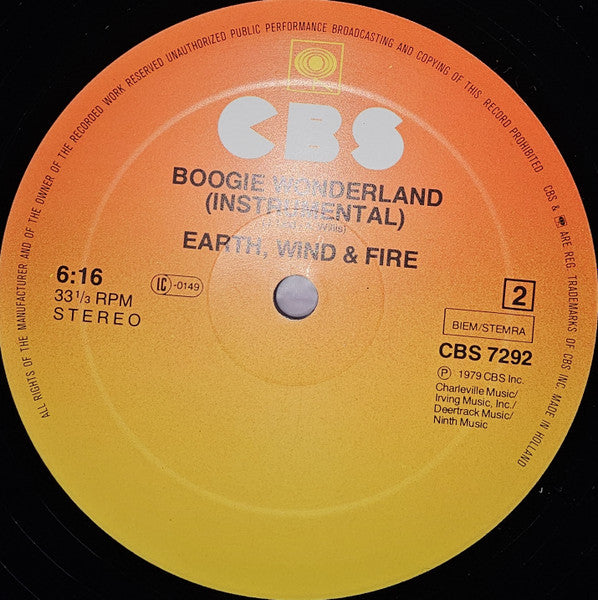 ALL RIGHTS OF THE MANUFACTURER AND OF THE OWNER OF THE RECORDED WORK RESERVED UNAUTHORIZED PUBLIC PERFORMANCE BROADCASTING AND COPYING OF THIS RECORD PROHIBITED
CBS & ARE REG. TRADEMARKS OF CBS INC. MADE IN HOLLAND
CBS
BOOGIE WONDERLAND
(INSTRUMENTAL)
Willis)
EARTH, WIND & FIRE
6:16
33 1/3 RPM
STEREO
LC -0149
2
BIEM/STEMRA
CBS 7292
Ⓟ 1979 CBS Inc.
Charleville Music/
Irving Music, Inc./
Deertrack Music/
Ninth Music